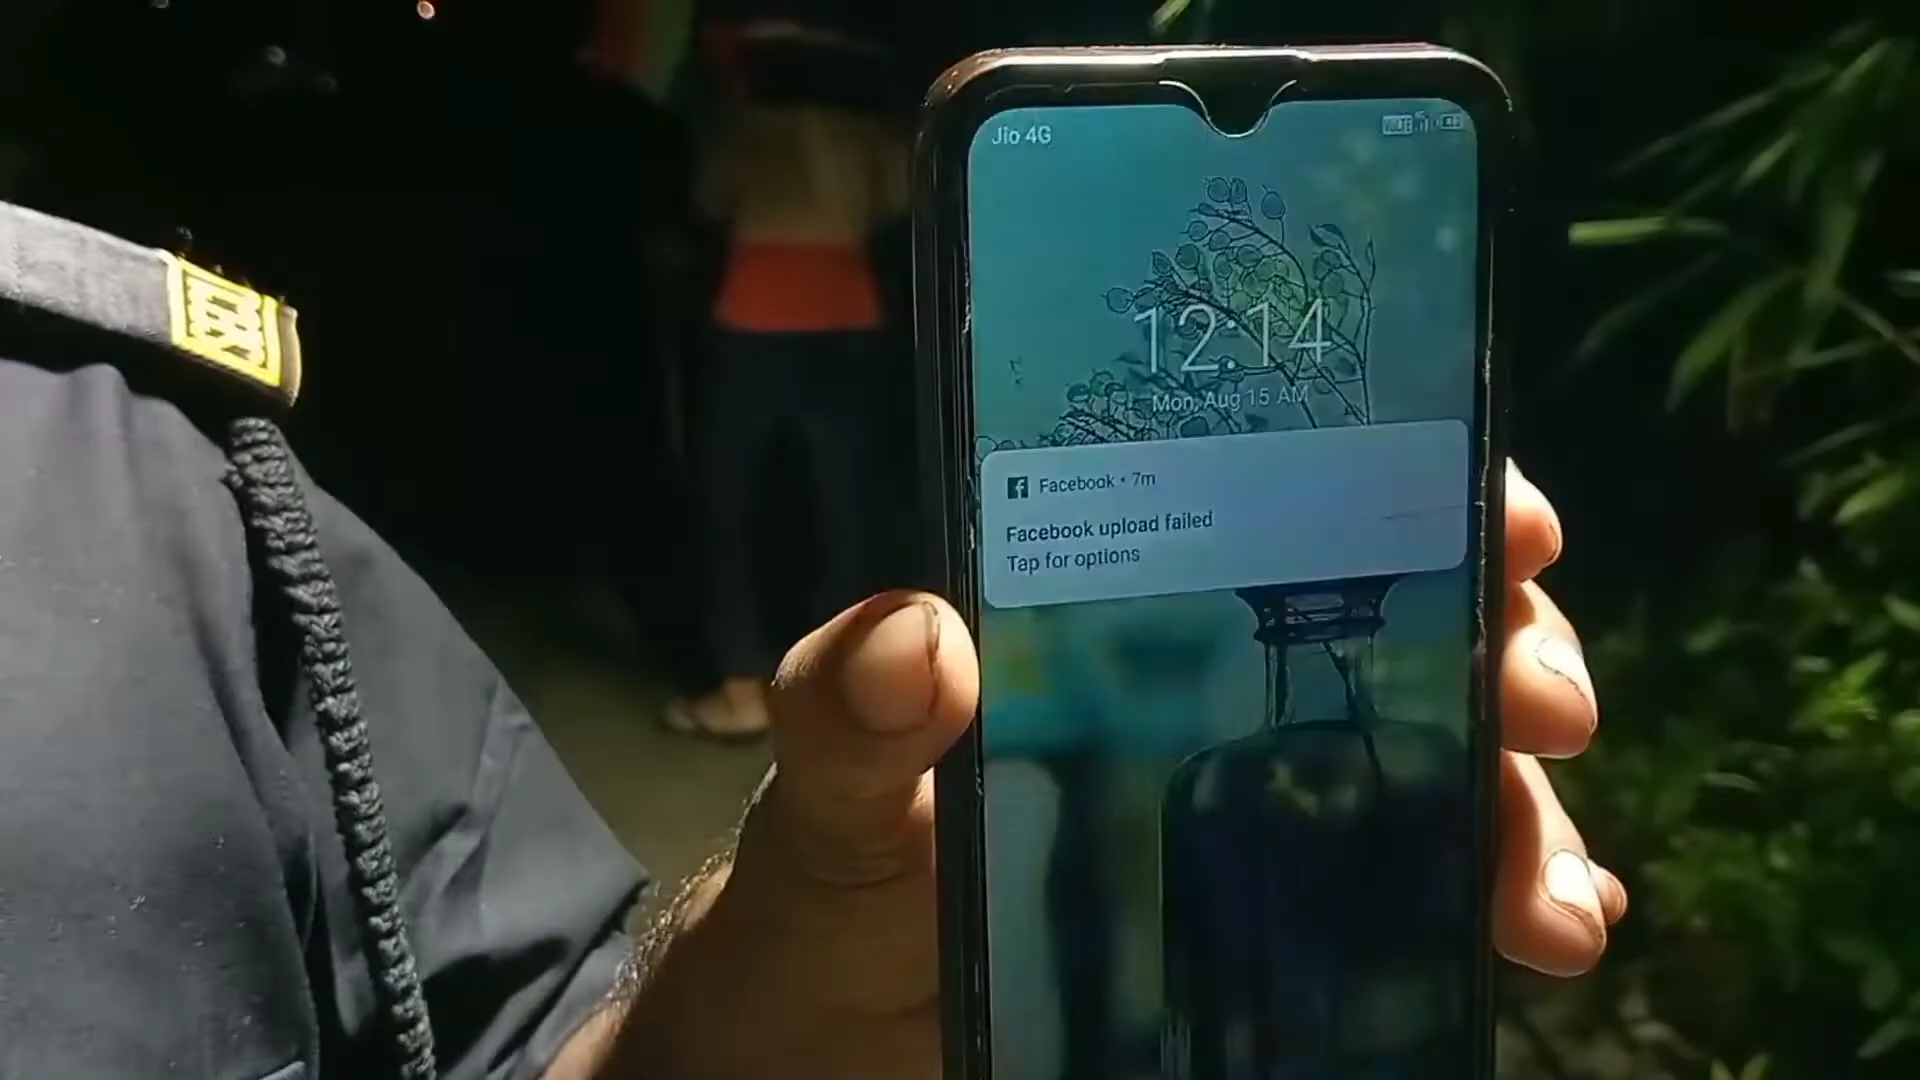 Jio 4G
12:14
Mon, Aug 15 AM
Facebook • 7m
Facebook upload failed
Tap for options